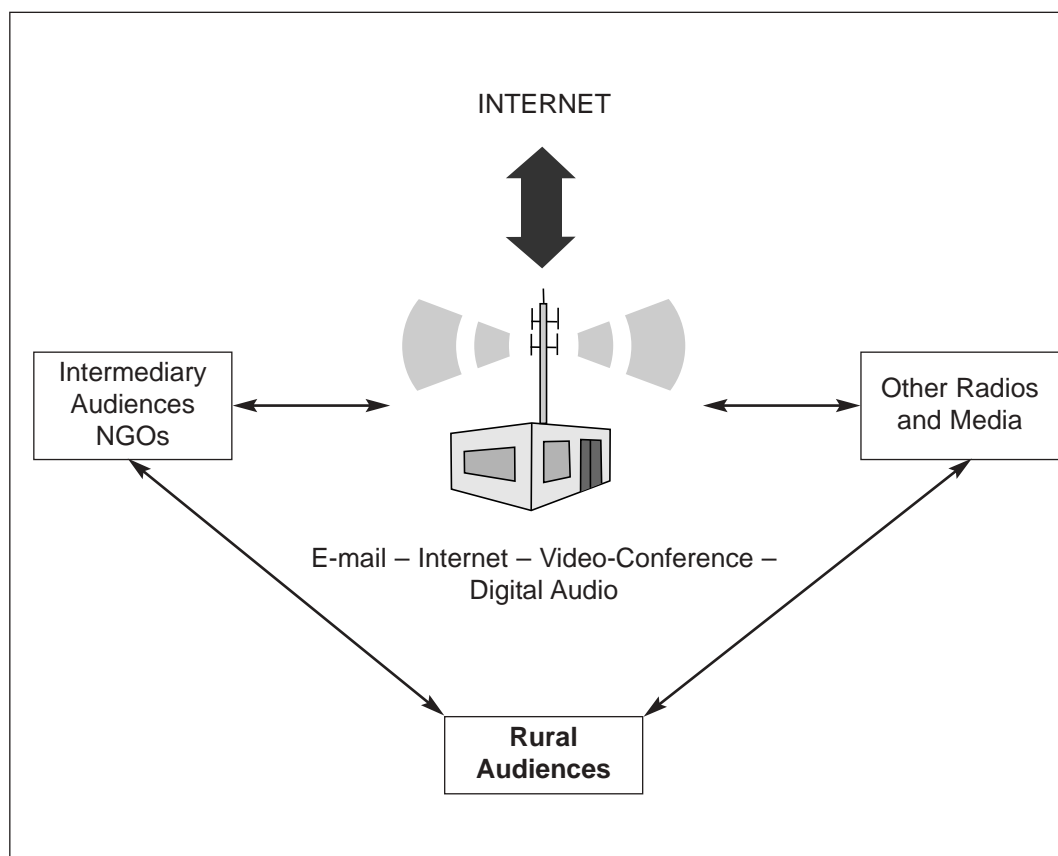 INTERNET
Intermediary
Audiences
NGOs
Other Radios
and Media
E-mail – Internet – Video-Conference –
Digital Audio
Rural
Audiences